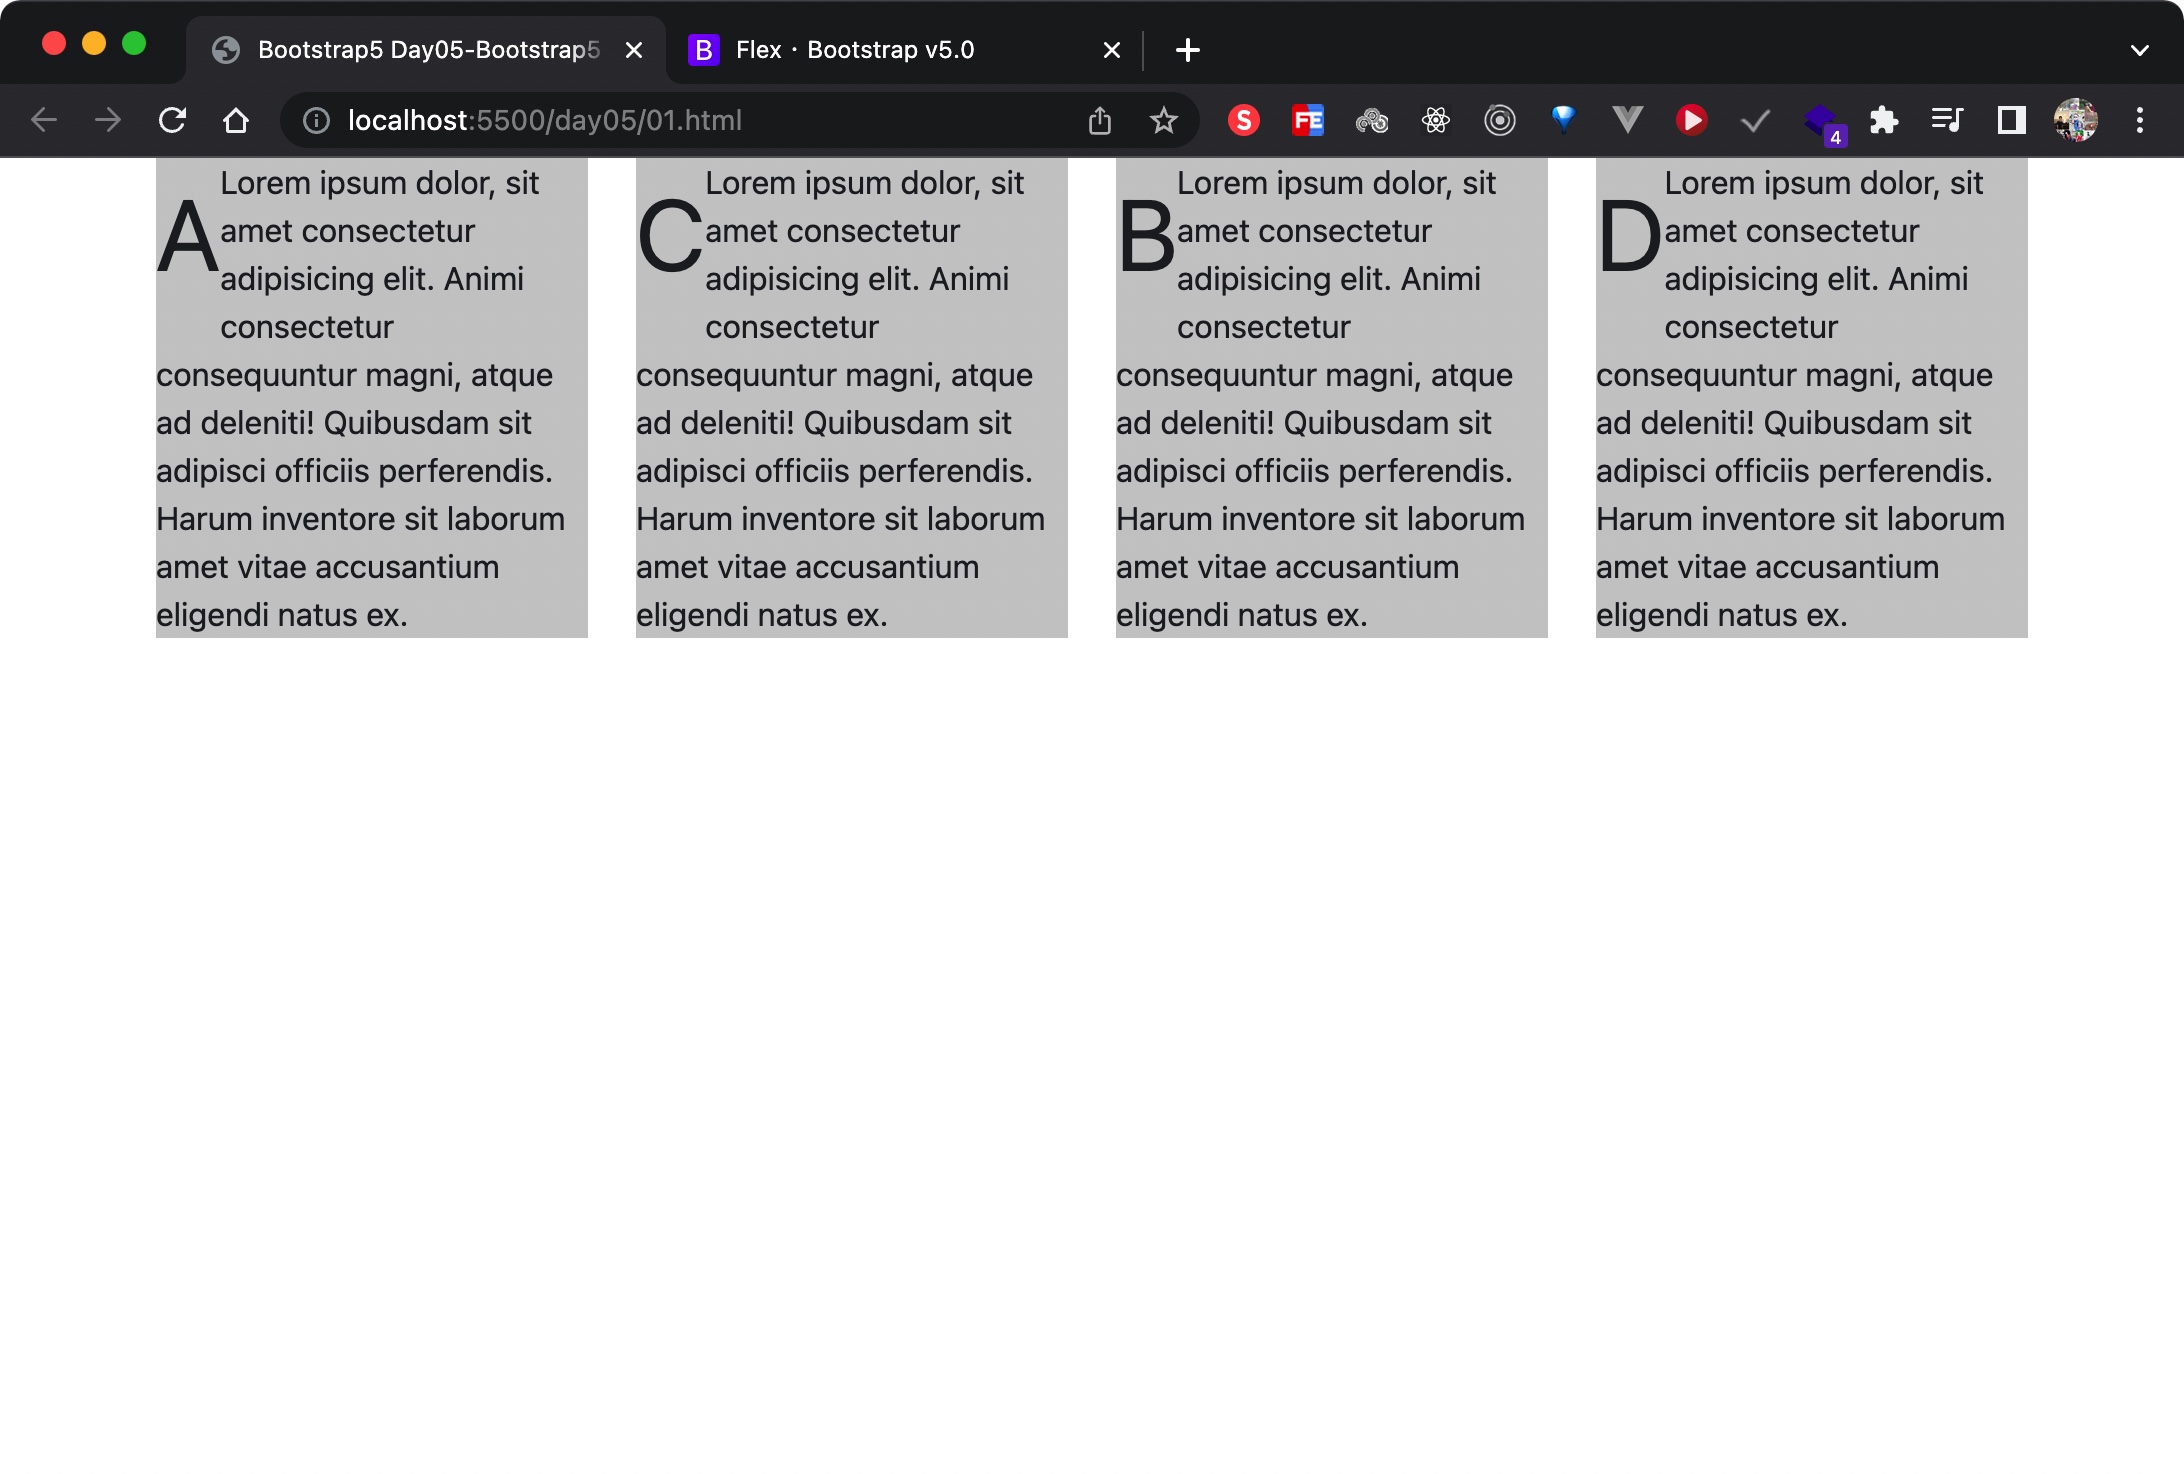 Bootstrap5 Day05-Bootstrap5
B Flex · Bootstrap v5.0
localhost:5500/day05/01.html
S
FE
4
A
Lorem ipsum dolor, sit
amet consectetur
adipisicing elit. Animi
consectetur
consequuntur magni, atque
ad deleniti! Quibusdam sit
adipisci officiis perferendis.
Harum inventore sit laborum
amet vitae accusantium
eligendi natus ex.
C
Lorem ipsum dolor, sit
amet consectetur
adipisicing elit. Animi
consectetur
consequuntur magni, atque
ad deleniti! Quibusdam sit
adipisci officiis perferendis.
Harum inventore sit laborum
amet vitae accusantium
eligendi natus ex.
B
Lorem ipsum dolor, sit
amet consectetur
adipisicing elit. Animi
consectetur
consequuntur magni, atque
ad deleniti! Quibusdam sit
adipisci officiis perferendis.
Harum inventore sit laborum
amet vitae accusantium
eligendi natus ex.
D
Lorem ipsum dolor, sit
amet consectetur
adipisicing elit. Animi
consectetur
consequuntur magni, atque
ad deleniti! Quibusdam sit
adipisci officiis perferendis.
Harum inventore sit laborum
amet vitae accusantium
eligendi natus ex.